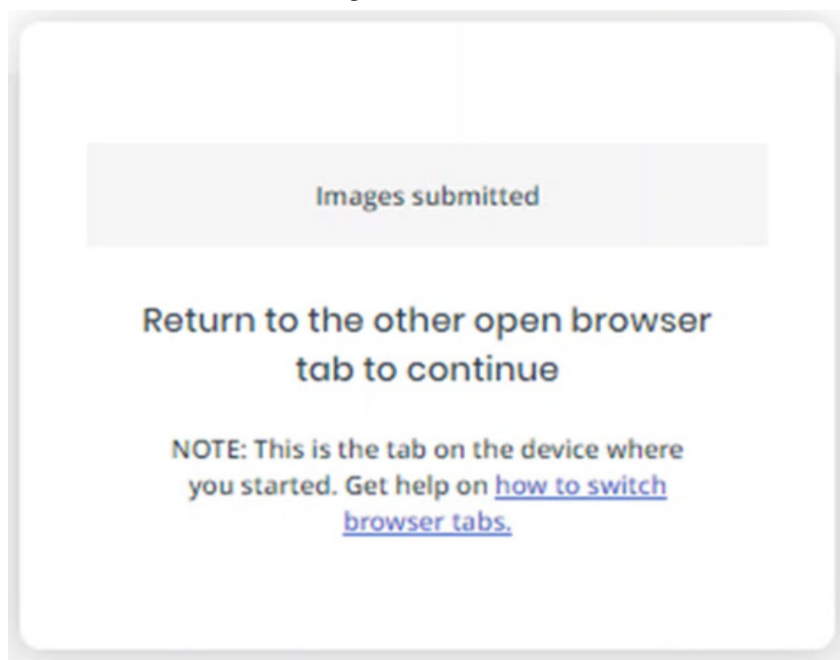 Images submitted
Return to the other open browser
tab to continue
NOTE: This is the tab on the device where
you started. Get help on how to switch
browser tabs.